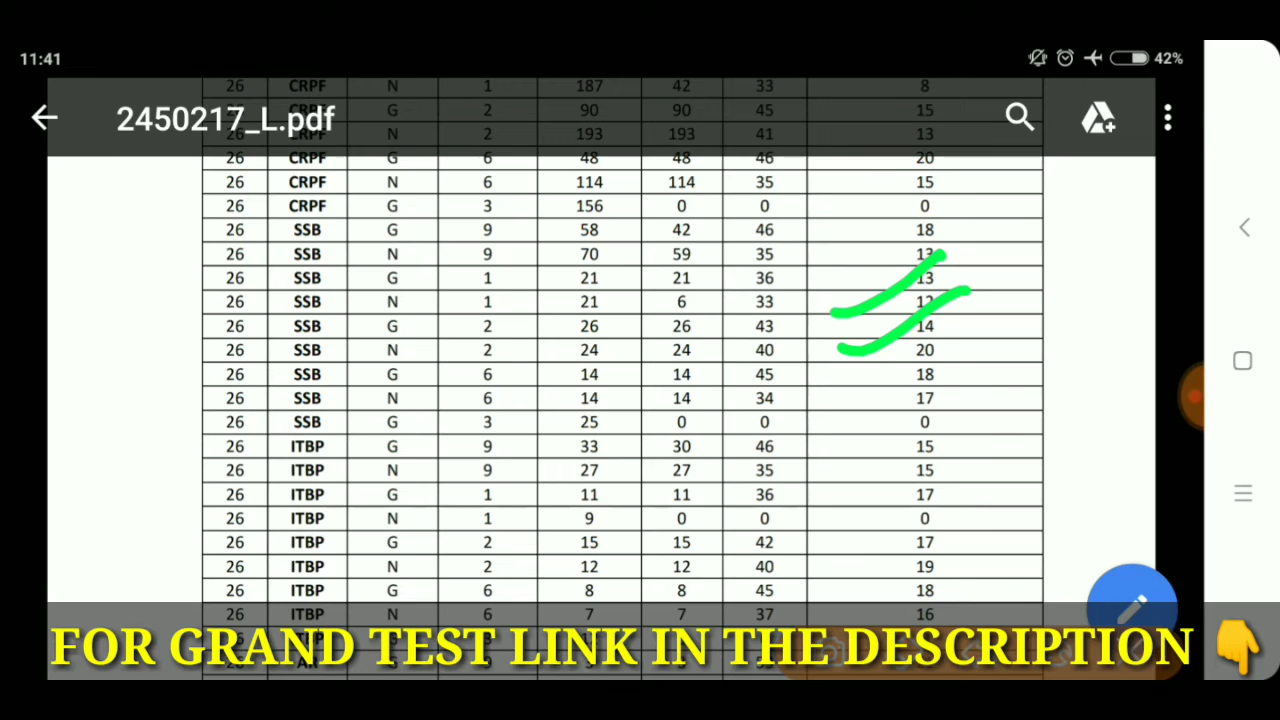 11:41
42%
26 CRPF N 1 187 42 33 8
2450217_L.pdf
26 CRPF G 2 90 90 45 15
26 CRPF N 2 193 193 41 13
26 CRPF G 6 48 48 46 20
26 CRPF N 6 114 114 35 15
26 CRPF G 3 156 0 0 0
26 SSB G 9 58 42 46 18
26 SSB N 9 70 59 35 13
26 SSB G 1 21 21 36 13
26 SSB N 1 21 6 33 12
26 SSB G 2 26 26 43 14
26 SSB N 2 24 24 40 20
26 SSB G 6 14 14 45 18
26 SSB N 6 14 14 34 17
26 SSB G 3 25 0 0 0
26 ITBP G 9 33 30 46 15
26 ITBP N 9 27 27 35 15
26 ITBP G 1 11 11 36 17
26 ITBP N 1 9 0 0 0
26 ITBP G 2 15 15 42 17
26 ITBP N 2 12 12 40 19
26 ITBP G 6 8 8 45 18
26 ITBP N 6 7 7 37 16
FOR GRAND TEST LINK IN THE DESCRIPTION